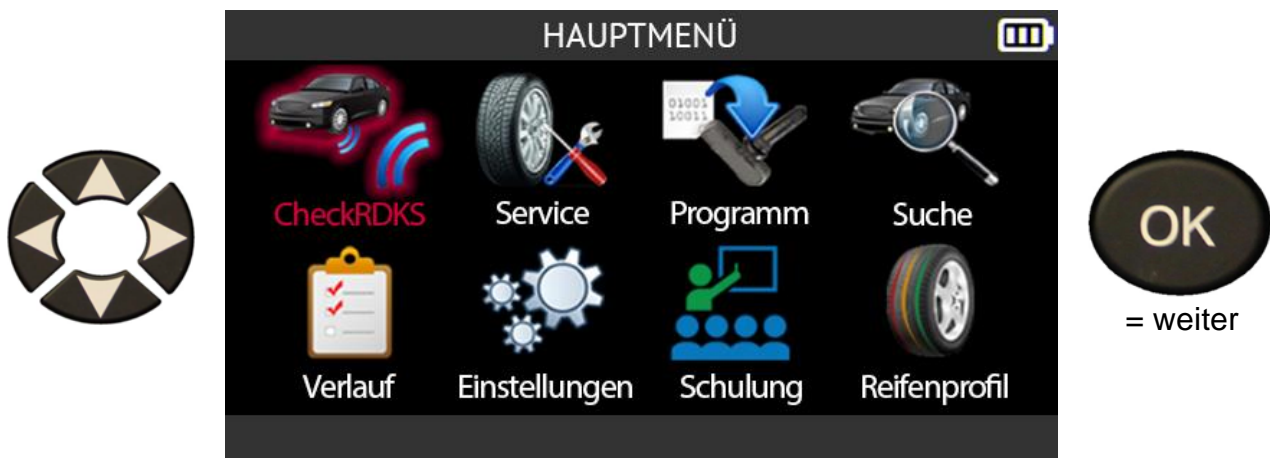 HAUPTMENÜ
01001
10011
CheckRDKS Service Programm Suche
OK
= weiter
Verlauf Einstellungen Schulung Reifenprofil